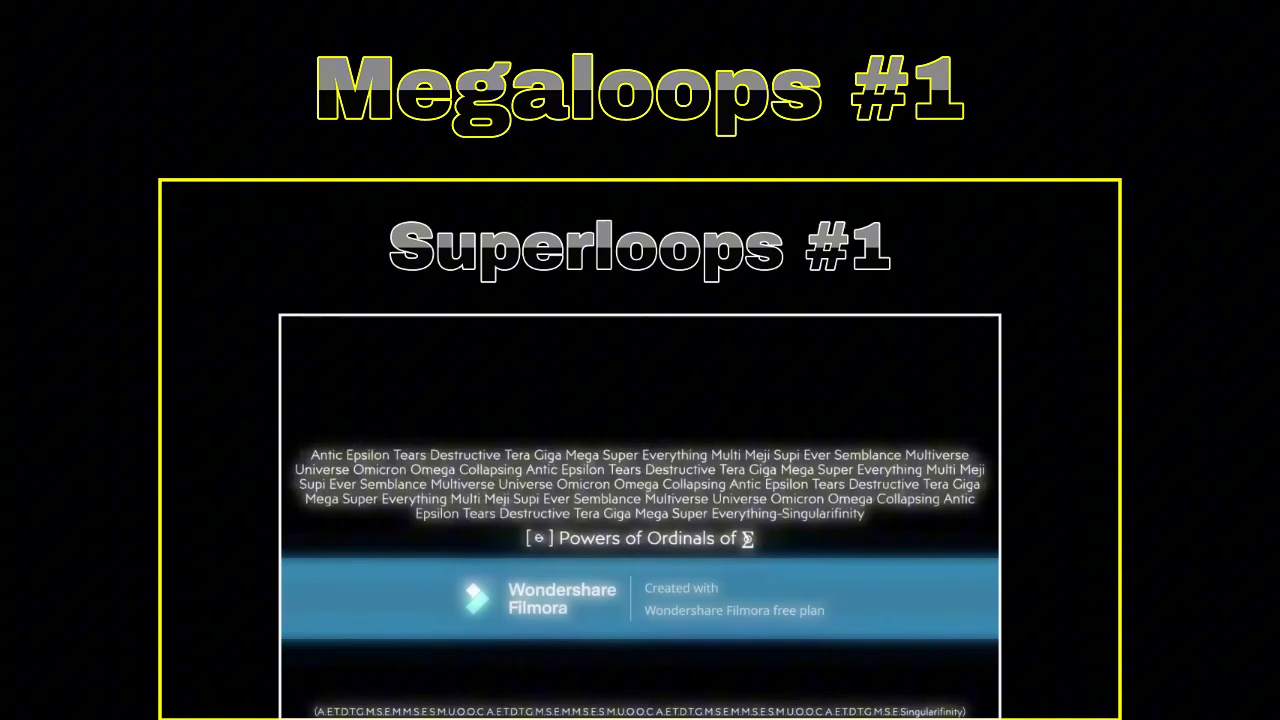 Megaloops #1
Superloops #1
Antic Epsilon Tears Destructive Tera Giga Mega Super Everything Multi Meji Supi Ever Semblance Multiverse
Universe Omicron Omega Collapsing Antic Epsilon Tears Destructive Tera Giga Mega Super Everything Multi Meji
Supi Ever Semblance Multiverse Universe Omicron Omega Collapsing Antic Epsilon Tears Destructive Tera Giga
Mega Super Everything Multi Meji Supi Ever Semblance Multiverse Universe Omicron Omega Collapsing Antic
Epsilon Tears Destructive Tera Giga Mega Super Everything-Singularifinity
Powers of Ordinals of
Wondershare
Filmora
Created with
Wondershare Filmora free plan
(A.E.T.D.T.G.M.S.E.M.M.S.E.S.M.U.O.O.C.A.E.T.D.T.G.M.S.E.M.M.S.E.S.M.U.O.O.C.A.E.T.D.T.G.M.S.E.M.M.S.E.S.M.U.O.O.C.A.E.T.D.T.G.M.S.E.Singularifinity)